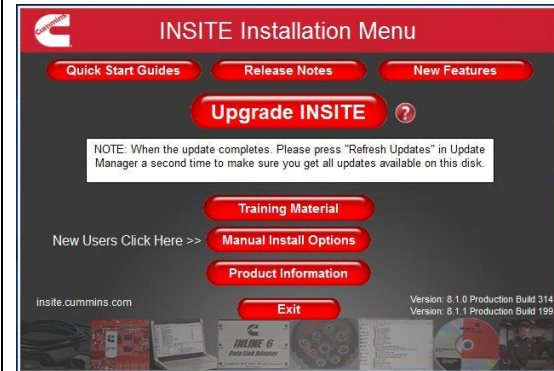 Cummins
INSITE Installation Menu
Quick Start Guides
Release Notes
New Features
Upgrade INSITE
?
NOTE: When the update completes. Please press "Refresh Updates" in Update
Manager a second time to make sure you get all updates available on this disk.
Training Material
New Users Click Here >>
Manual Install Options
Product Information
insite.cummins.com
Exit
Version: 8.1.0 Production Build 314
Version: 8.1.1 Production Build 199
INLINE 6
Data Link Adapter